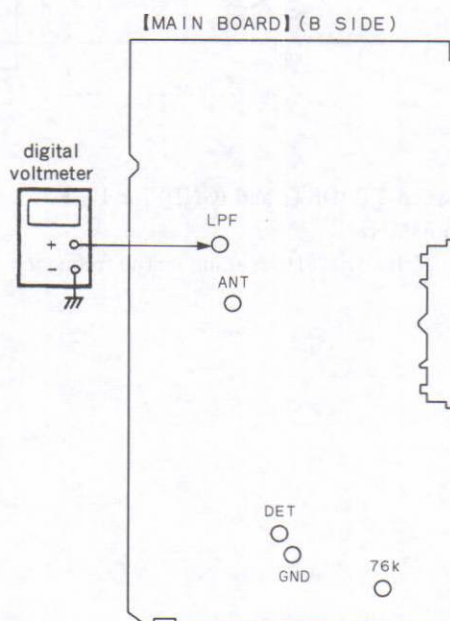 【MAIN BOARD】(B SIDE)
digital
voltmeter
+
−
LPF
ANT
DET
GND
76k